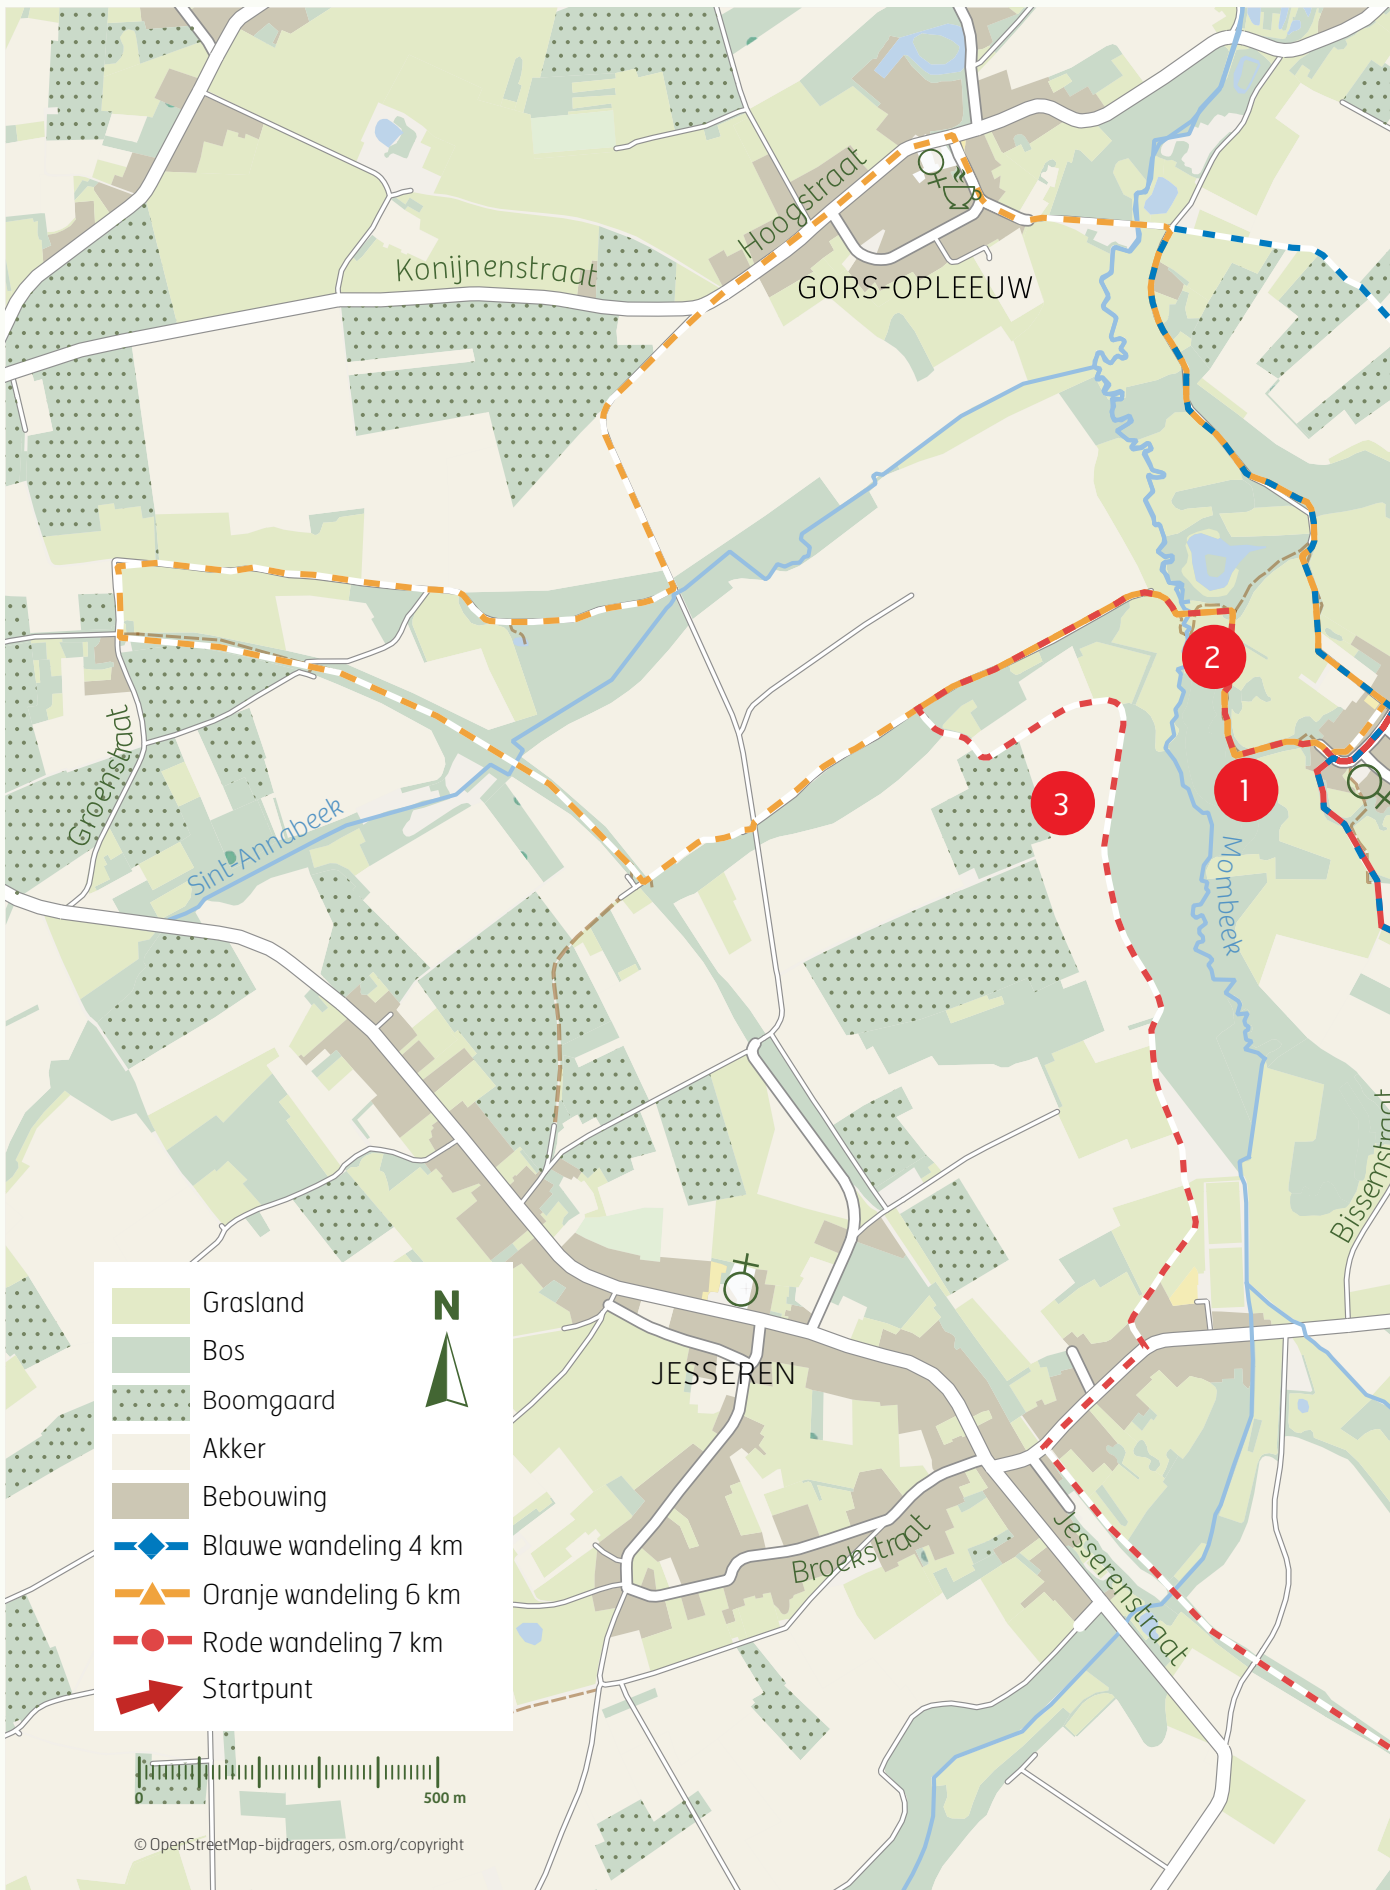 Hoogstraat
Konijnenstraat
GORS-OPLEEUW
2
1
3
Groenstraat
Sint-Annabeek
Mombeek
Bissemstraat
JESSEREN
Broekstraat
Jesserenstraat
Grasland
Bos
Boomgaard
Akker
Bebouwing
Blauwe wandeling 4 km
Oranje wandeling 6 km
Rode wandeling 7 km
Startpunt
N
0 500 m
© OpenStreetMap-bijdragers, osm.org/copyright